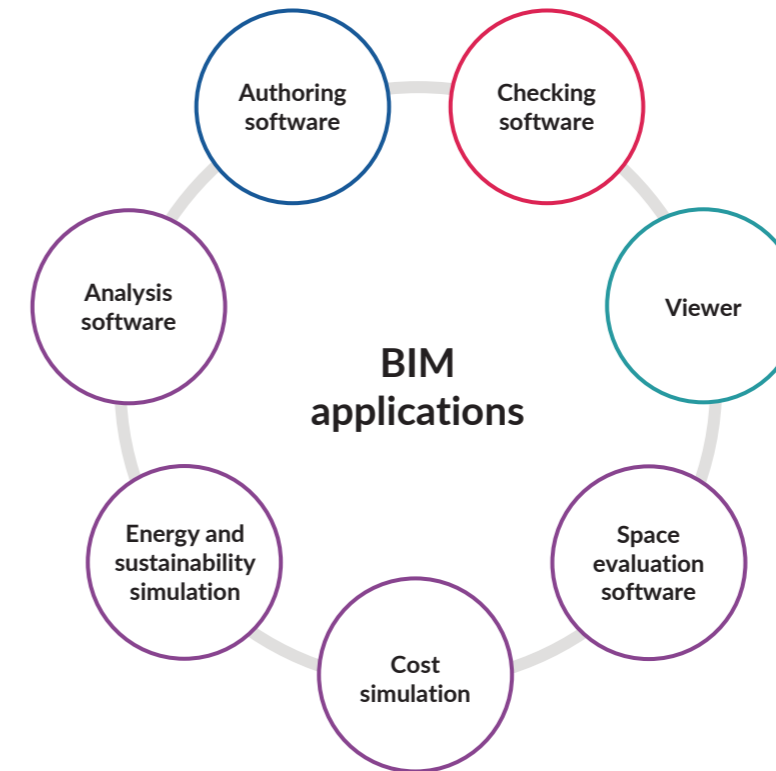 Authoring
software
Checking
software
Analysis
software
Viewer
BIM
applications
Energy and
sustainability
simulation
Space
evaluation
software
Cost
simulation